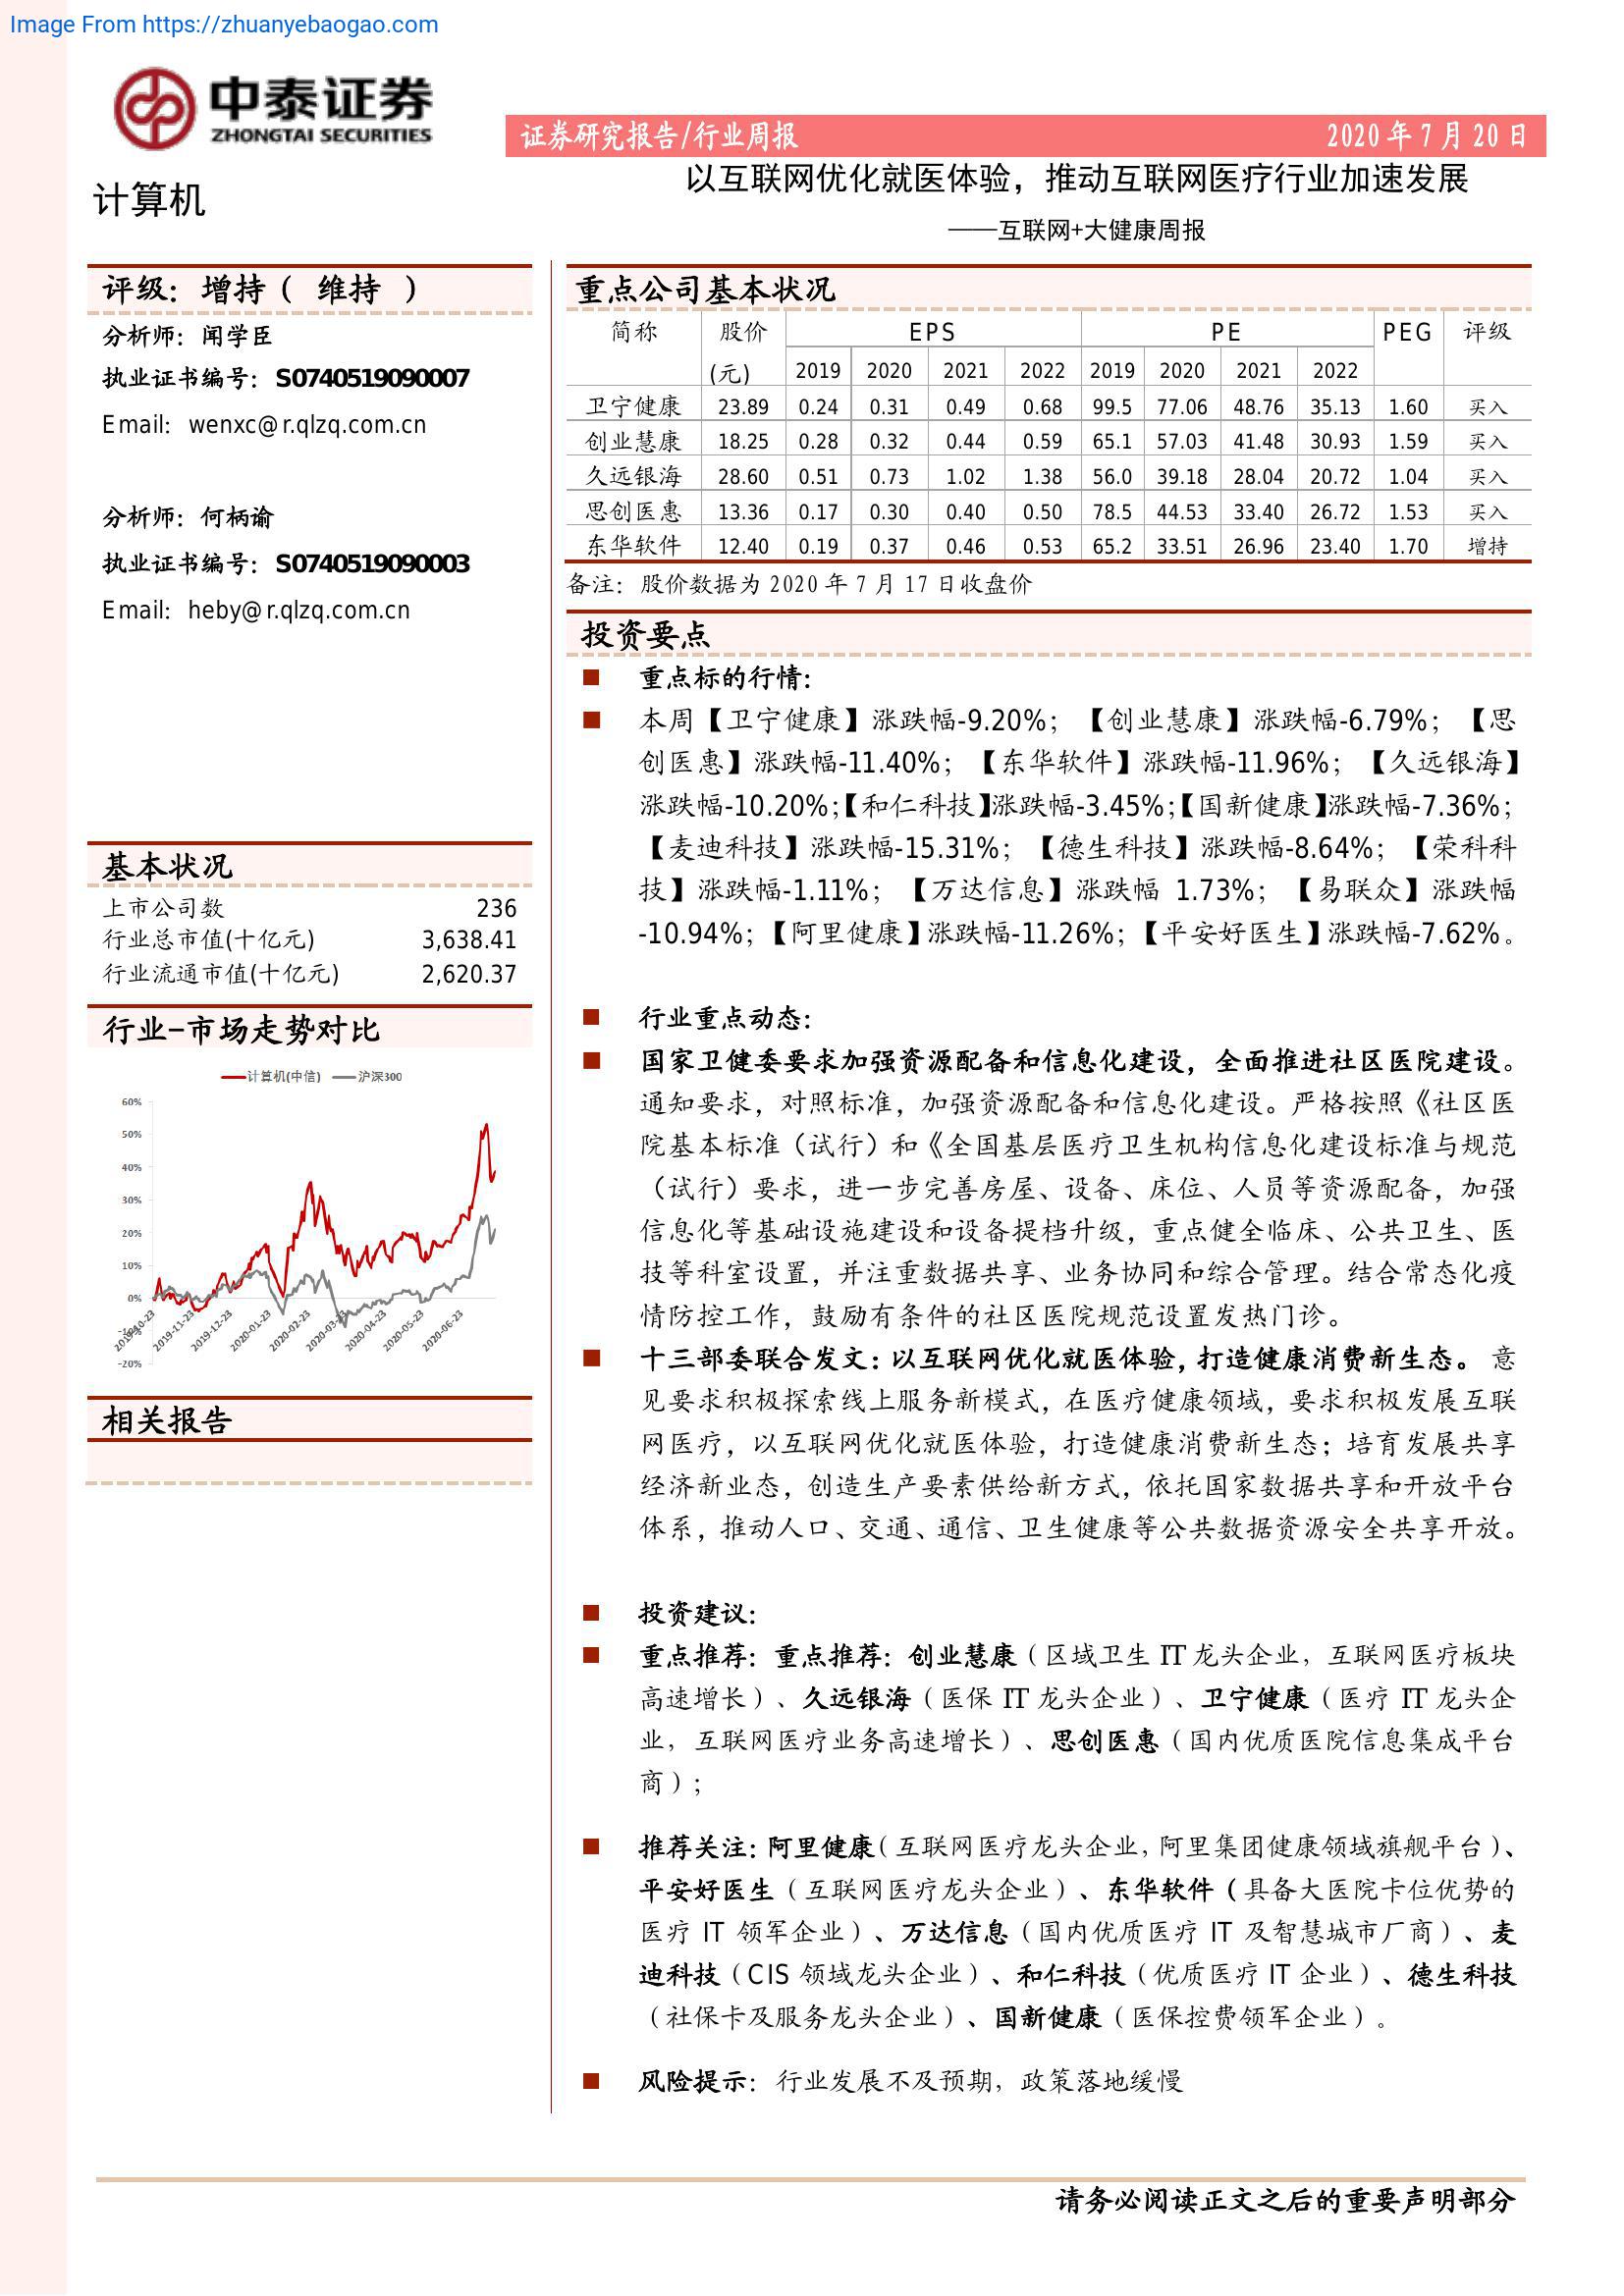 Image From https://zhuanyebaogao.com
中泰证券
ZHONGTAI SECURITIES
证券研究报告/行业周报 2020 年 7 月 20 日
计算机
以互联网优化就医体验，推动互联网医疗行业加速发展
——互联网+大健康周报
评级：增持（ 维持 ）
分析师：闻学臣
执业证书编号：S0740519090007
Email：wenxc@r.qlzq.com.cn
分析师：何柄谕
执业证书编号：S0740519090003
Email：heby@r.qlzq.com.cn
基本状况
上市公司数 236
行业总市值(十亿元) 3,638.41
行业流通市值(十亿元) 2,620.37
行业-市场走势对比
计算机(中信) 沪深300
60%
50%
40%
30%
20%
10%
0%
-10%
-20%
2019-10-23 2019-11-23 2019-12-23 2020-01-23 2020-02-23 2020-03-23 2020-04-23 2020-05-23 2020-06-23
相关报告
重点公司基本状况
简称 股价 EPS PE PEG 评级
(元) 2019 2020 2021 2022 2019 2020 2021 2022
卫宁健康 23.89 0.24 0.31 0.49 0.68 99.5 77.06 48.76 35.13 1.60 买入
创业慧康 18.25 0.28 0.32 0.44 0.59 65.1 57.03 41.48 30.93 1.59 买入
久远银海 28.60 0.51 0.73 1.02 1.38 56.0 39.18 28.04 20.72 1.04 买入
思创医惠 13.36 0.17 0.30 0.40 0.50 78.5 44.53 33.40 26.72 1.53 买入
东华软件 12.40 0.19 0.37 0.46 0.53 65.2 33.51 26.96 23.40 1.70 增持
备注：股价数据为 2020 年 7 月 17 日收盘价
投资要点
■ 重点标的行情：
■ 本周【卫宁健康】涨跌幅-9.20%；【创业慧康】涨跌幅-6.79%；【思
创医惠】涨跌幅-11.40%；【东华软件】涨跌幅-11.96%；【久远银海】
涨跌幅-10.20%；【和仁科技】涨跌幅-3.45%；【国新健康】涨跌幅-7.36%；
【麦迪科技】涨跌幅-15.31%；【德生科技】涨跌幅-8.64%；【荣科科
技】涨跌幅-1.11%；【万达信息】涨跌幅 1.73%；【易联众】涨跌幅
-10.94%；【阿里健康】涨跌幅-11.26%；【平安好医生】涨跌幅-7.62%。
■ 行业重点动态：
■ 国家卫健委要求加强资源配备和信息化建设，全面推进社区医院建设。
通知要求，对照标准，加强资源配备和信息化建设。严格按照《社区医
院基本标准（试行）和《全国基层医疗卫生机构信息化建设标准与规范
（试行）要求，进一步完善房屋、设备、床位、人员等资源配备，加强
信息化等基础设施建设和设备提档升级，重点健全临床、公共卫生、医
技等科室设置，并注重数据共享、业务协同和综合管理。结合常态化疫
情防控工作，鼓励有条件的社区医院规范设置发热门诊。
■ 十三部委联合发文：以互联网优化就医体验，打造健康消费新生态。 意
见要求积极探索线上服务新模式，在医疗健康领域，要求积极发展互联
网医疗，以互联网优化就医体验，打造健康消费新生态；培育发展共享
经济新业态，创造生产要素供给新方式，依托国家数据共享和开放平台
体系，推动人口、交通、通信、卫生健康等公共数据资源安全共享开放。
■ 投资建议：
■ 重点推荐：重点推荐：创业慧康（区域卫生 IT 龙头企业，互联网医疗板块
高速增长）、久远银海（医保 IT 龙头企业）、卫宁健康（医疗 IT 龙头企
业，互联网医疗业务高速增长）、思创医惠（国内优质医院信息集成平台
商）；
■ 推荐关注：阿里健康（互联网医疗龙头企业，阿里集团健康领域旗舰平台）、
平安好医生（互联网医疗龙头企业）、东华软件（具备大医院卡位优势的
医疗 IT 领军企业）、万达信息（国内优质医疗 IT 及智慧城市厂商）、麦
迪科技（CIS 领域龙头企业）、和仁科技（优质医疗 IT 企业）、德生科技
（社保卡及服务龙头企业）、国新健康（医保控费领军企业）。
■ 风险提示：行业发展不及预期，政策落地缓慢
请务必阅读正文之后的重要声明部分